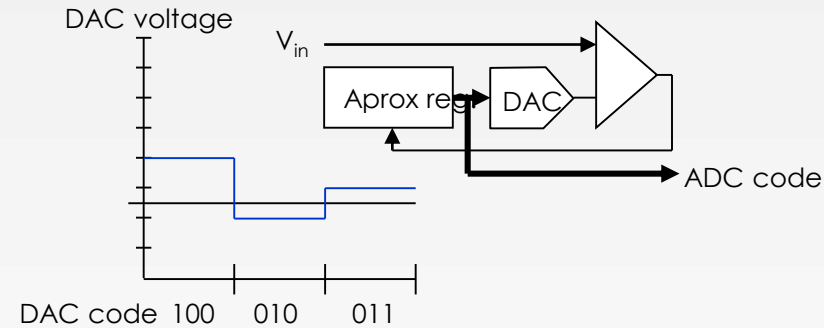 DAC voltage
Vin
Aprox reg.
DAC
ADC code
DAC code 100 010 011